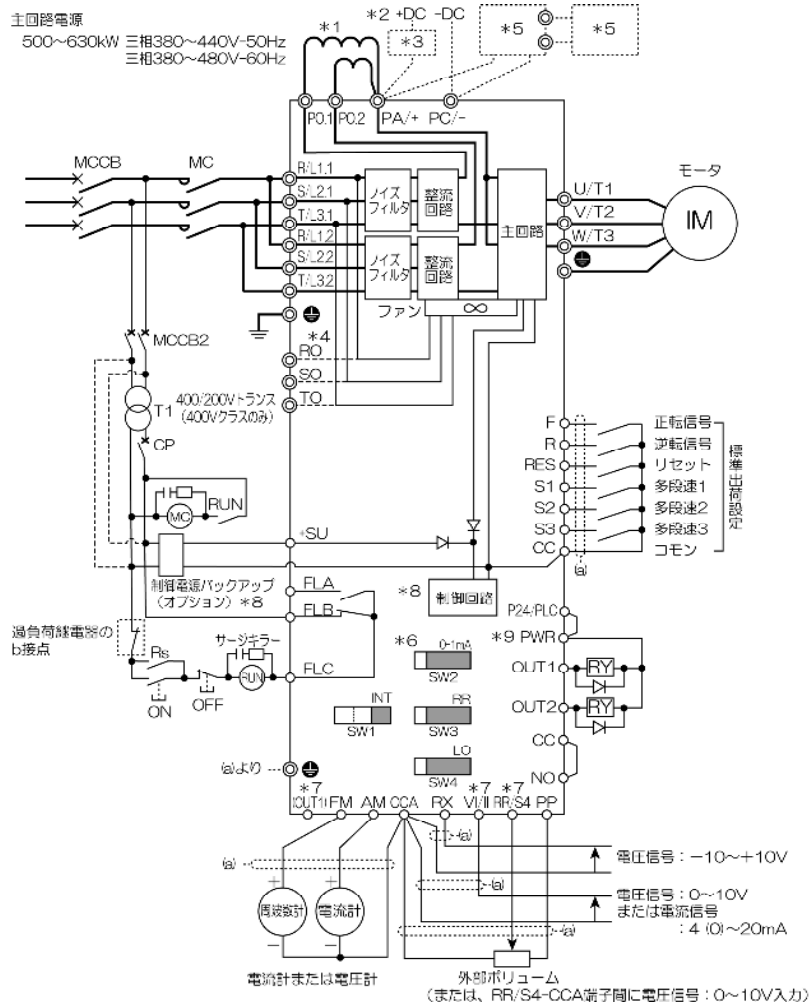 主回路電源
500～630kW 三相380～440V-50Hz
三相380～480V-60Hz
*1
*2 +DC -DC
*3
*5
*5
PO.1 PO.2 PA/+ PC/-
MCCB
MC
R/L1.1
S/L2.1
T/L3.1
R/L1.2
S/L2.2
T/L3.2
ノイズ
フィルタ
整流
回路
ノイズ
フィルタ
整流
回路
主回路
ファン
U/T1
V/T2
W/T3
モータ
IM
MCCB2
*4
RO
SO
TO
T1
400/200Vトランス
(400Vクラスのみ)
CP
RUN
MC
*SU
制御電源バックアップ
(オプション) *8
FLA
FLB
FLC
*8
制御回路
過負荷継電器の
b接点
Rs
サージキラー
RUN
ON
OFF
F
R
RES
S1
S2
S3
CC
正転信号
逆転信号
リセット
多段速1
多段速2
多段速3
コモン
標準出荷設定
(a)
P24/PLC
*9 PWR
OUT1
RY
OUT2
RY
CC
NO
*6
0-1mA
SW2
INT
SW1
RR
SW3
LO
SW4
(a)より
*7
(OUT1) FM AM CCA RX
*7
VI/II
*7
RR/S4 PP
(a)
(a)
(a)
(a)
電圧信号：－10～＋10V
電圧信号：0～10V
または電流信号
：4 (0)～20mA
+
+
周波数計
電流計
－
－
電流計または電圧計
外部ボリューム
(または、RR/S4-CCA端子間に電圧信号：0～10V入力)